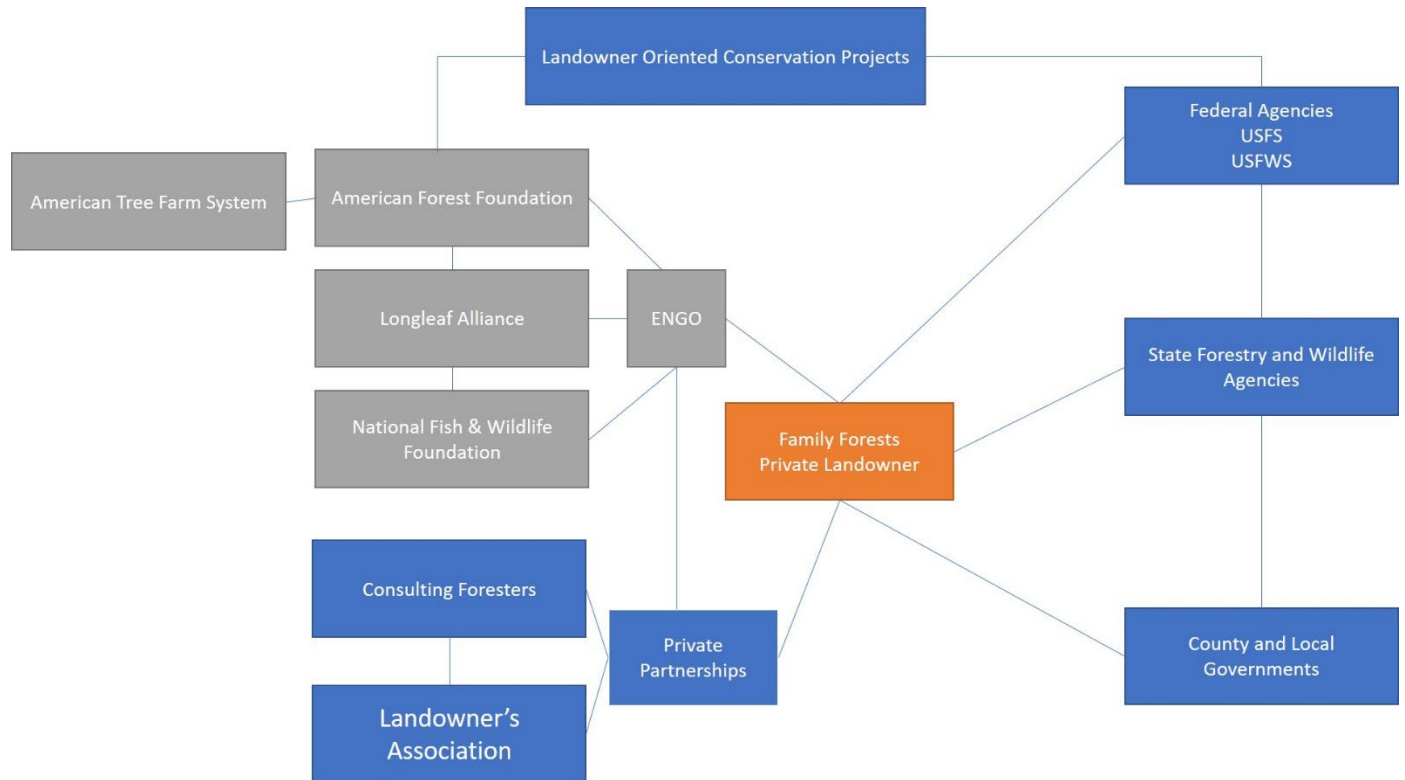 Landowner Oriented Conservation Projects
Federal Agencies
USFS
USFWS
American Tree Farm System
American Forest Foundation
Longleaf Alliance
ENGO
State Forestry and Wildlife
Agencies
National Fish & Wildlife
Foundation
Family Forests
Private Landowner
Consulting Foresters
Private
Partnerships
County and Local
Governments
Landowner’s
Association